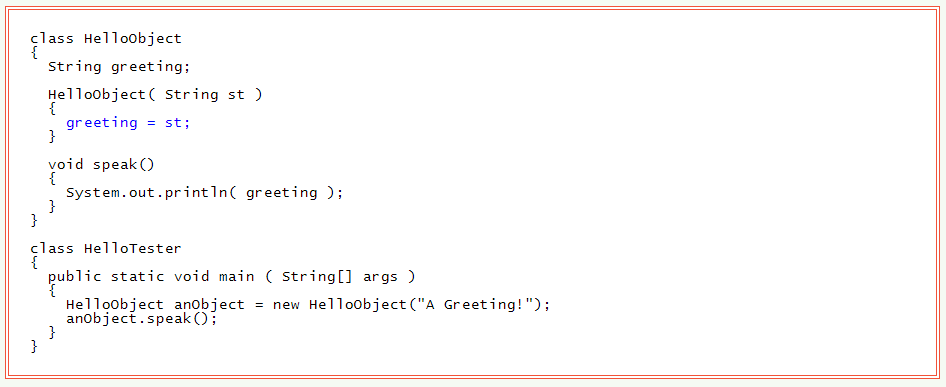 class HelloObject
{
  String greeting;

  HelloObject( String st )
  {
    greeting = st;
  }

  void speak()
  {
    System.out.println( greeting );
  }
}

class HelloTester
{
  public static void main ( String[] args )
  {
    HelloObject anObject = new HelloObject("A Greeting!");
    anObject.speak();
  }
}